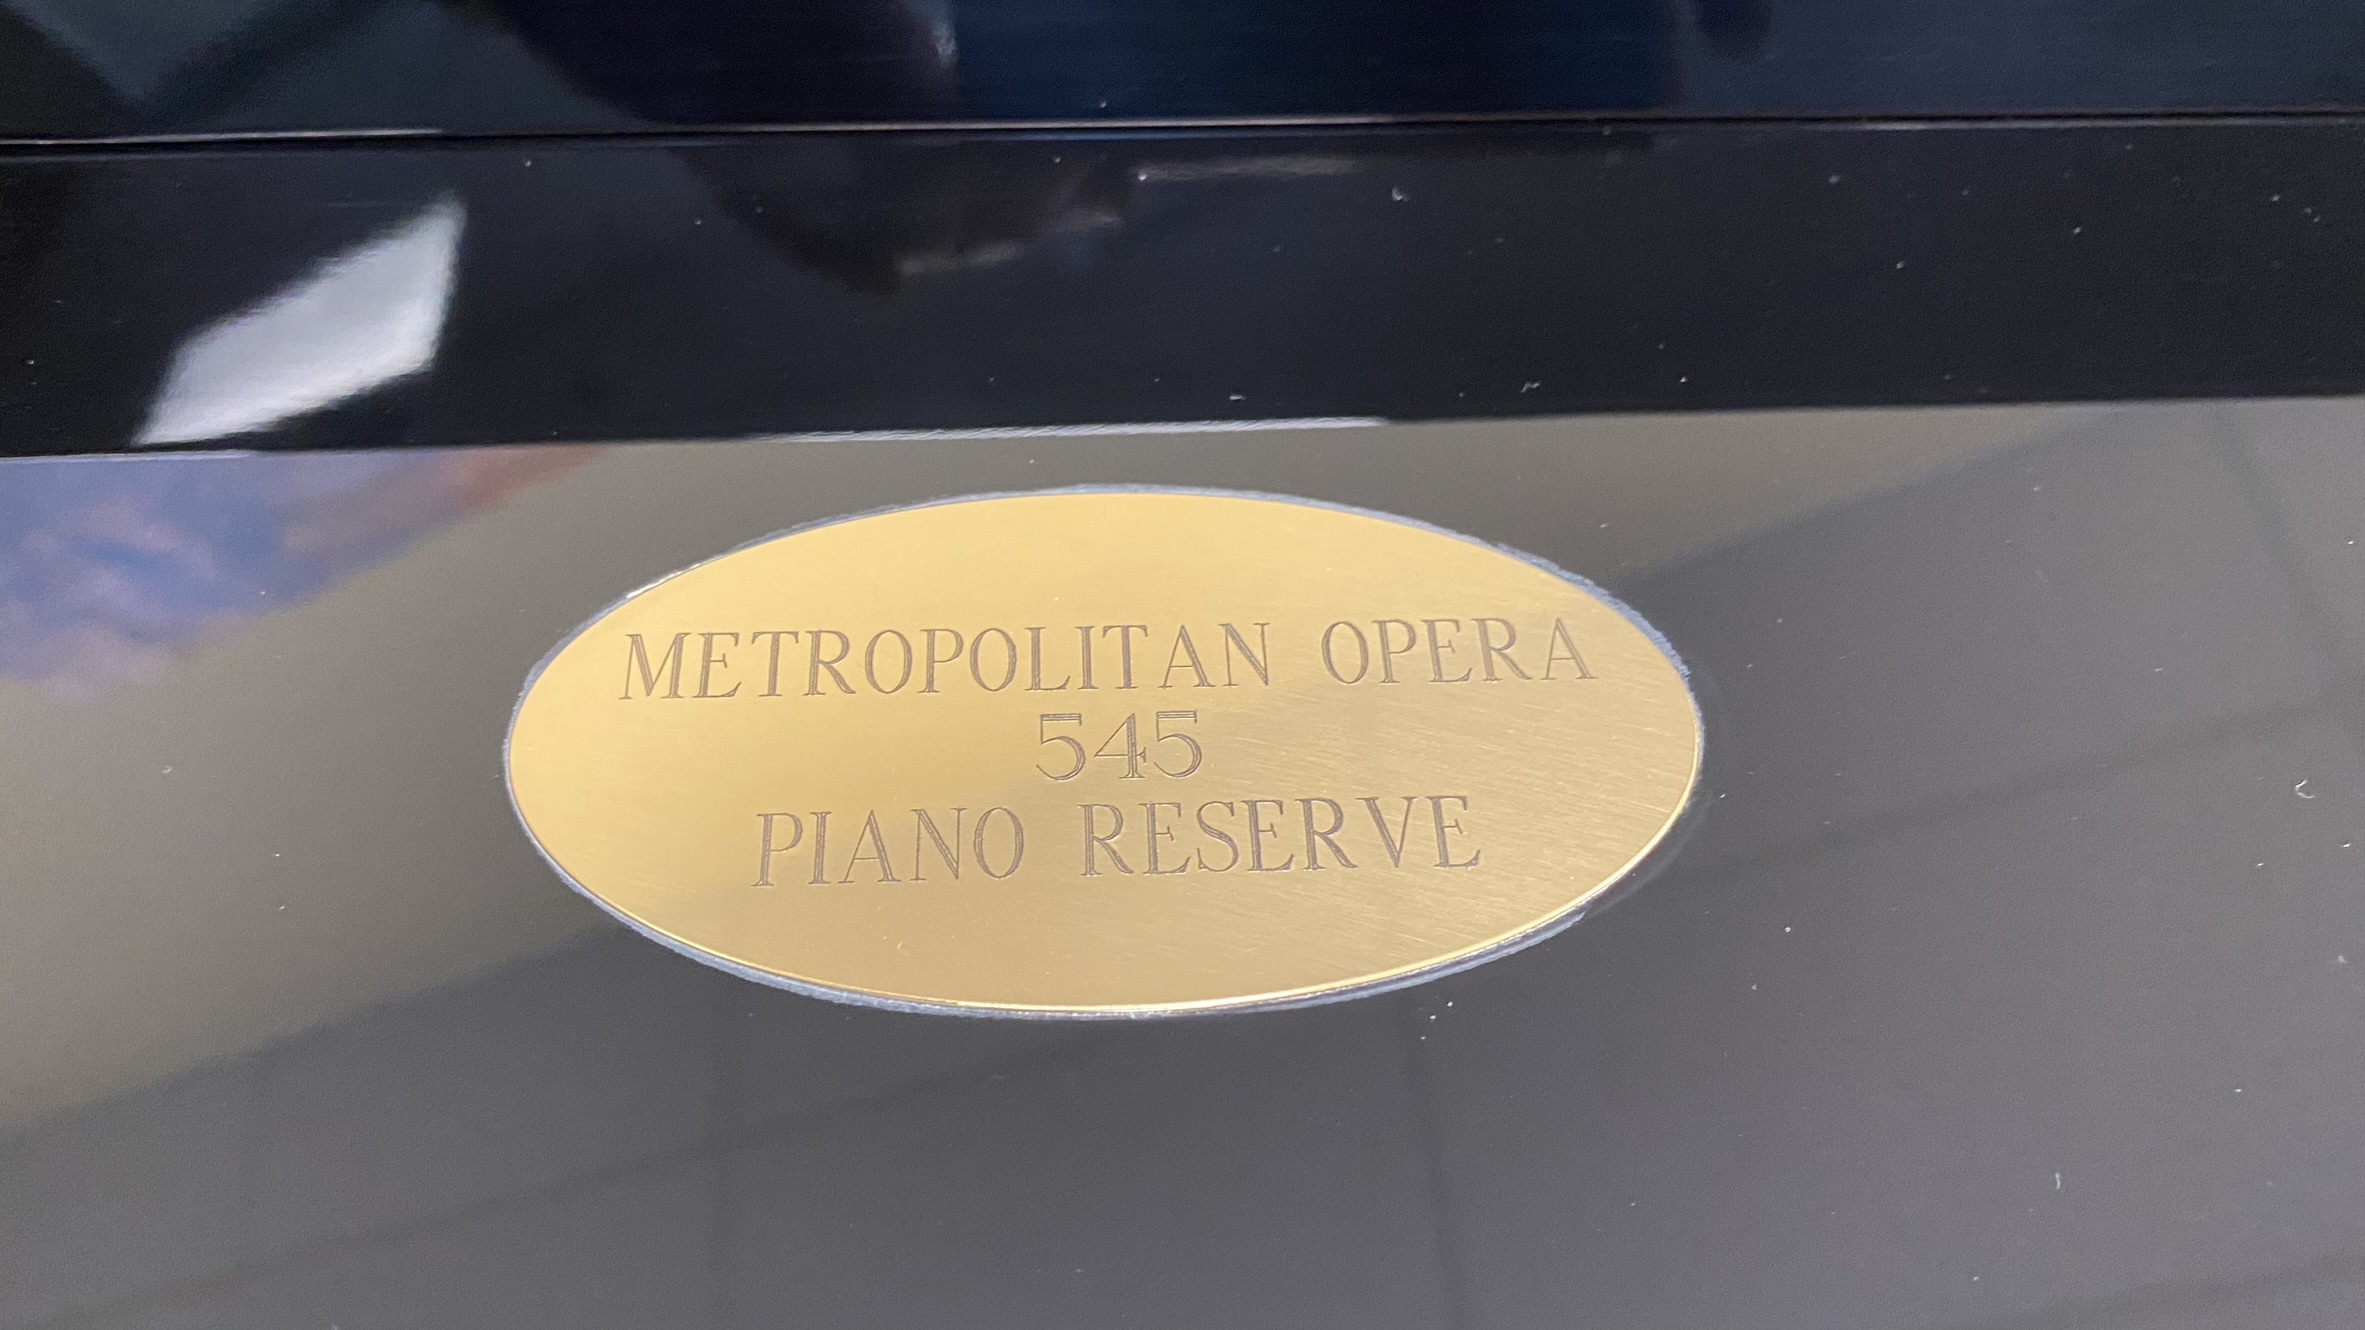 METROPOLITAN OPERA
545
PIANO RESERVE